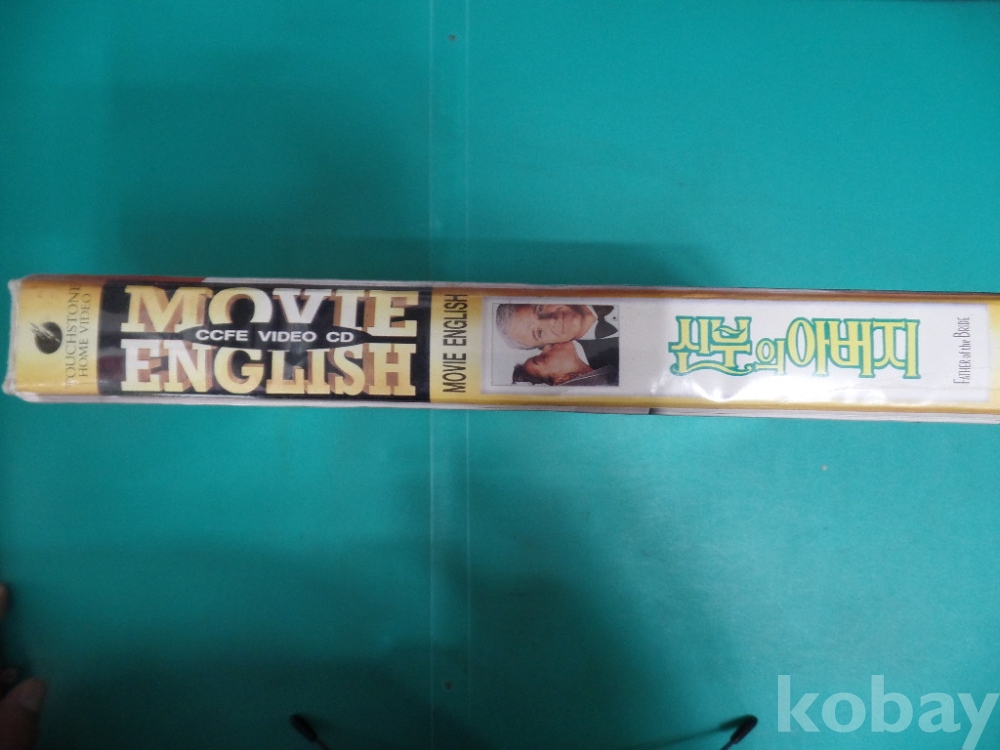 TOUCHSTONE
HOME VIDEO
MOVIE
CCFE VIDEO CD
ENGLISH
MOVIE ENGLISH
신부의 아버지
FATHER of the BRIDE
kobay